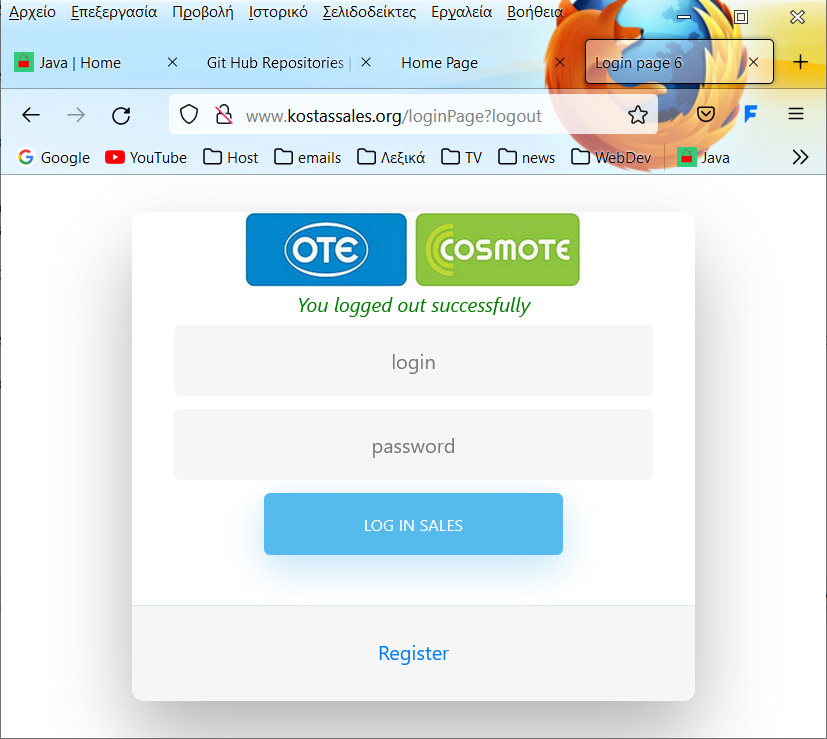 Αρχείο Επεξεργασία Προβολή Ιστορικό Σελιδοδείκτες Εργαλεία Βοήθεια
Java | Home Git Hub Repositories | Home Page Login page 6
www.kostassales.org/loginPage?logout
Google YouTube Host emails Λεξικά TV news WebDev Java
OTE COSMOTE
You logged out successfully
login
password
LOG IN SALES
Register